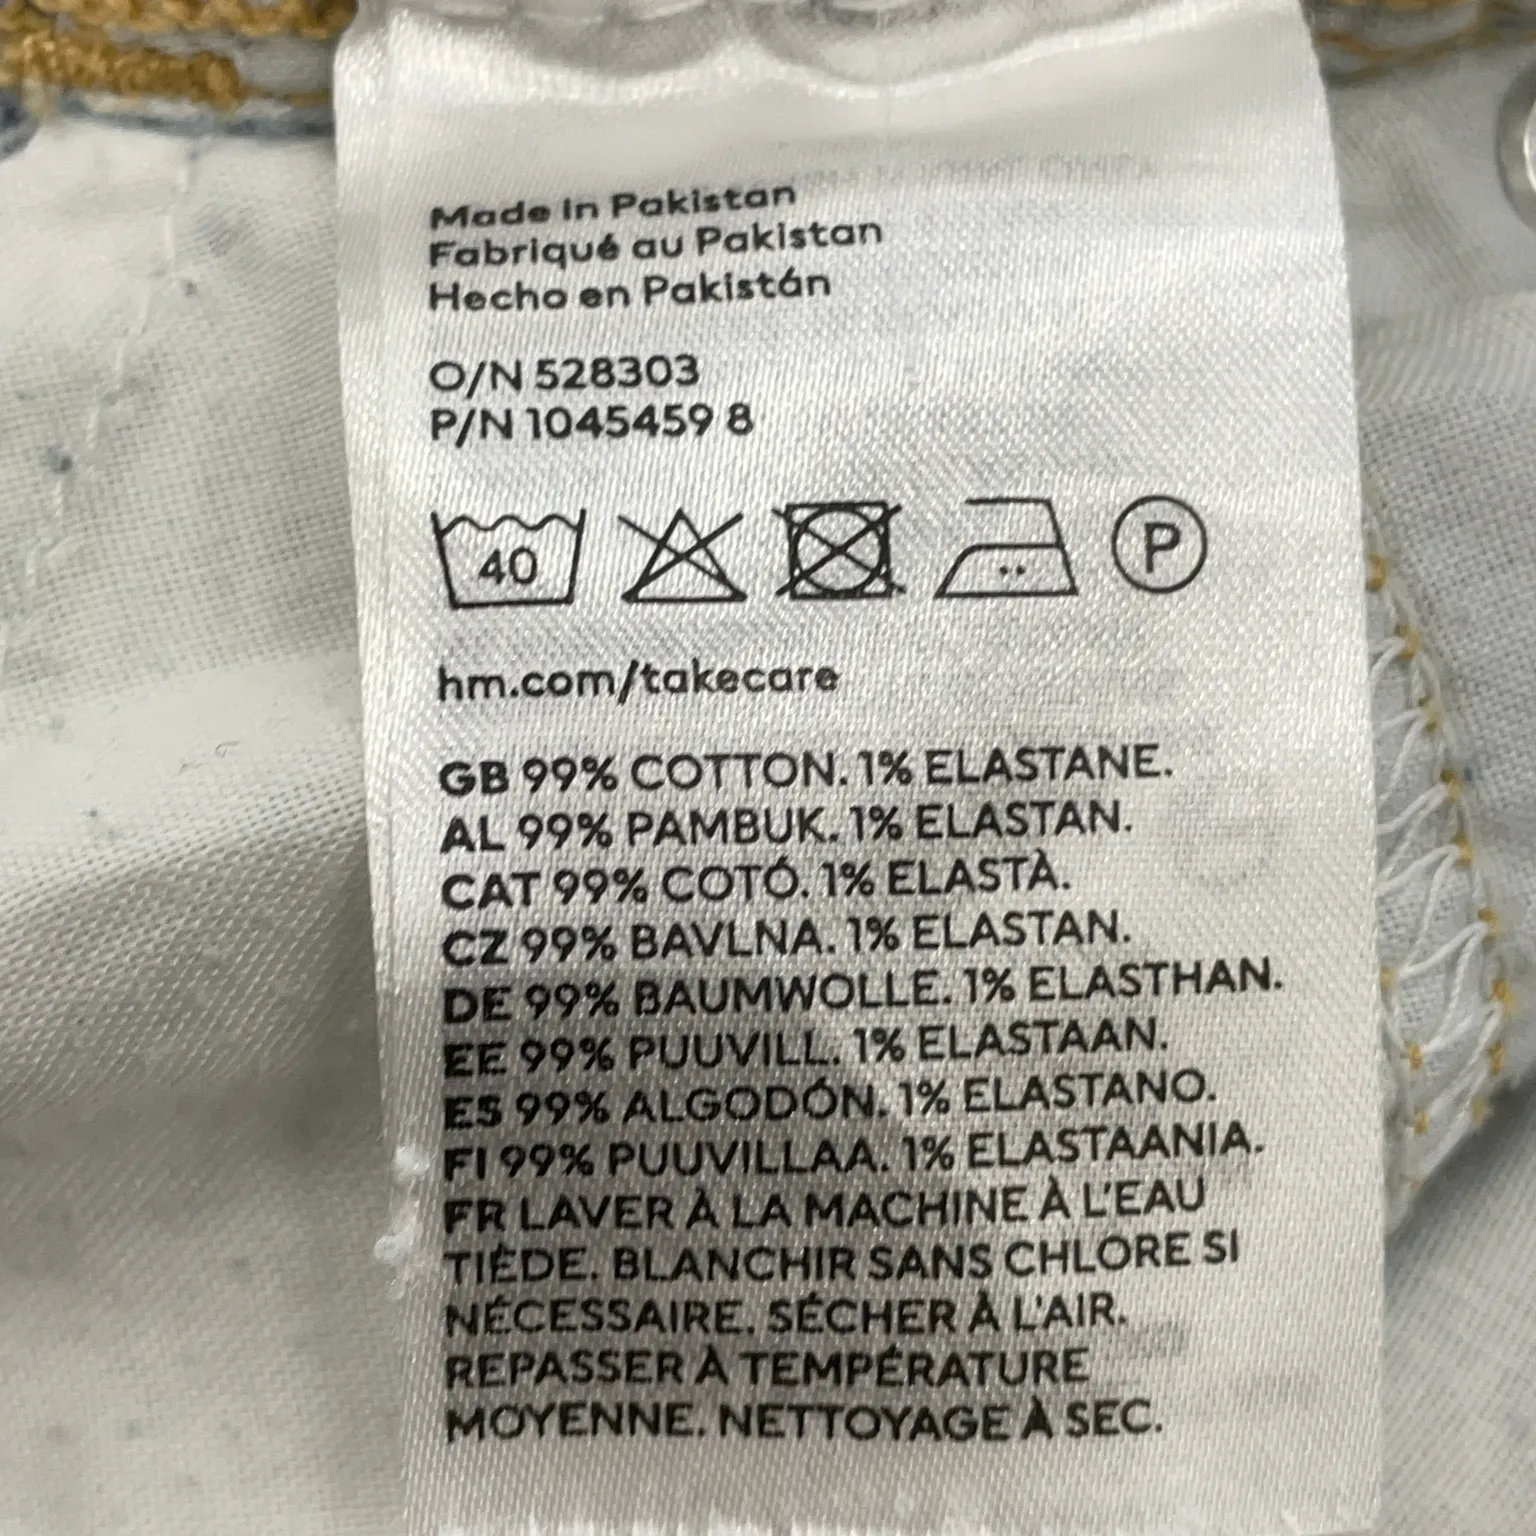 Made in Pakistan
Fabriqué au Pakistan
Hecho en Pakistán
O/N 528303
P/N 1045459 8
40 P
hm.com/takecare
GB 99% COTTON. 1% ELASTANE.
AL 99% PAMBUK. 1% ELASTAN.
CAT 99% COTÓ. 1% ELASTÀ.
CZ 99% BAVLNA. 1% ELASTAN.
DE 99% BAUMWOLLE. 1% ELASTHAN.
EE 99% PUUVILL. 1% ELASTAAN.
ES 99% ALGODÓN. 1% ELASTANO.
FI 99% PUUVILLAA. 1% ELASTAANIA.
FR LAVER À LA MACHINE À L'EAU
TIÈDE. BLANCHIR SANS CHLORE SI
NÉCESSAIRE. SÉCHER À L'AIR.
REPASSER À TEMPÉRATURE
MOYENNE. NETTOYAGE À SEC.